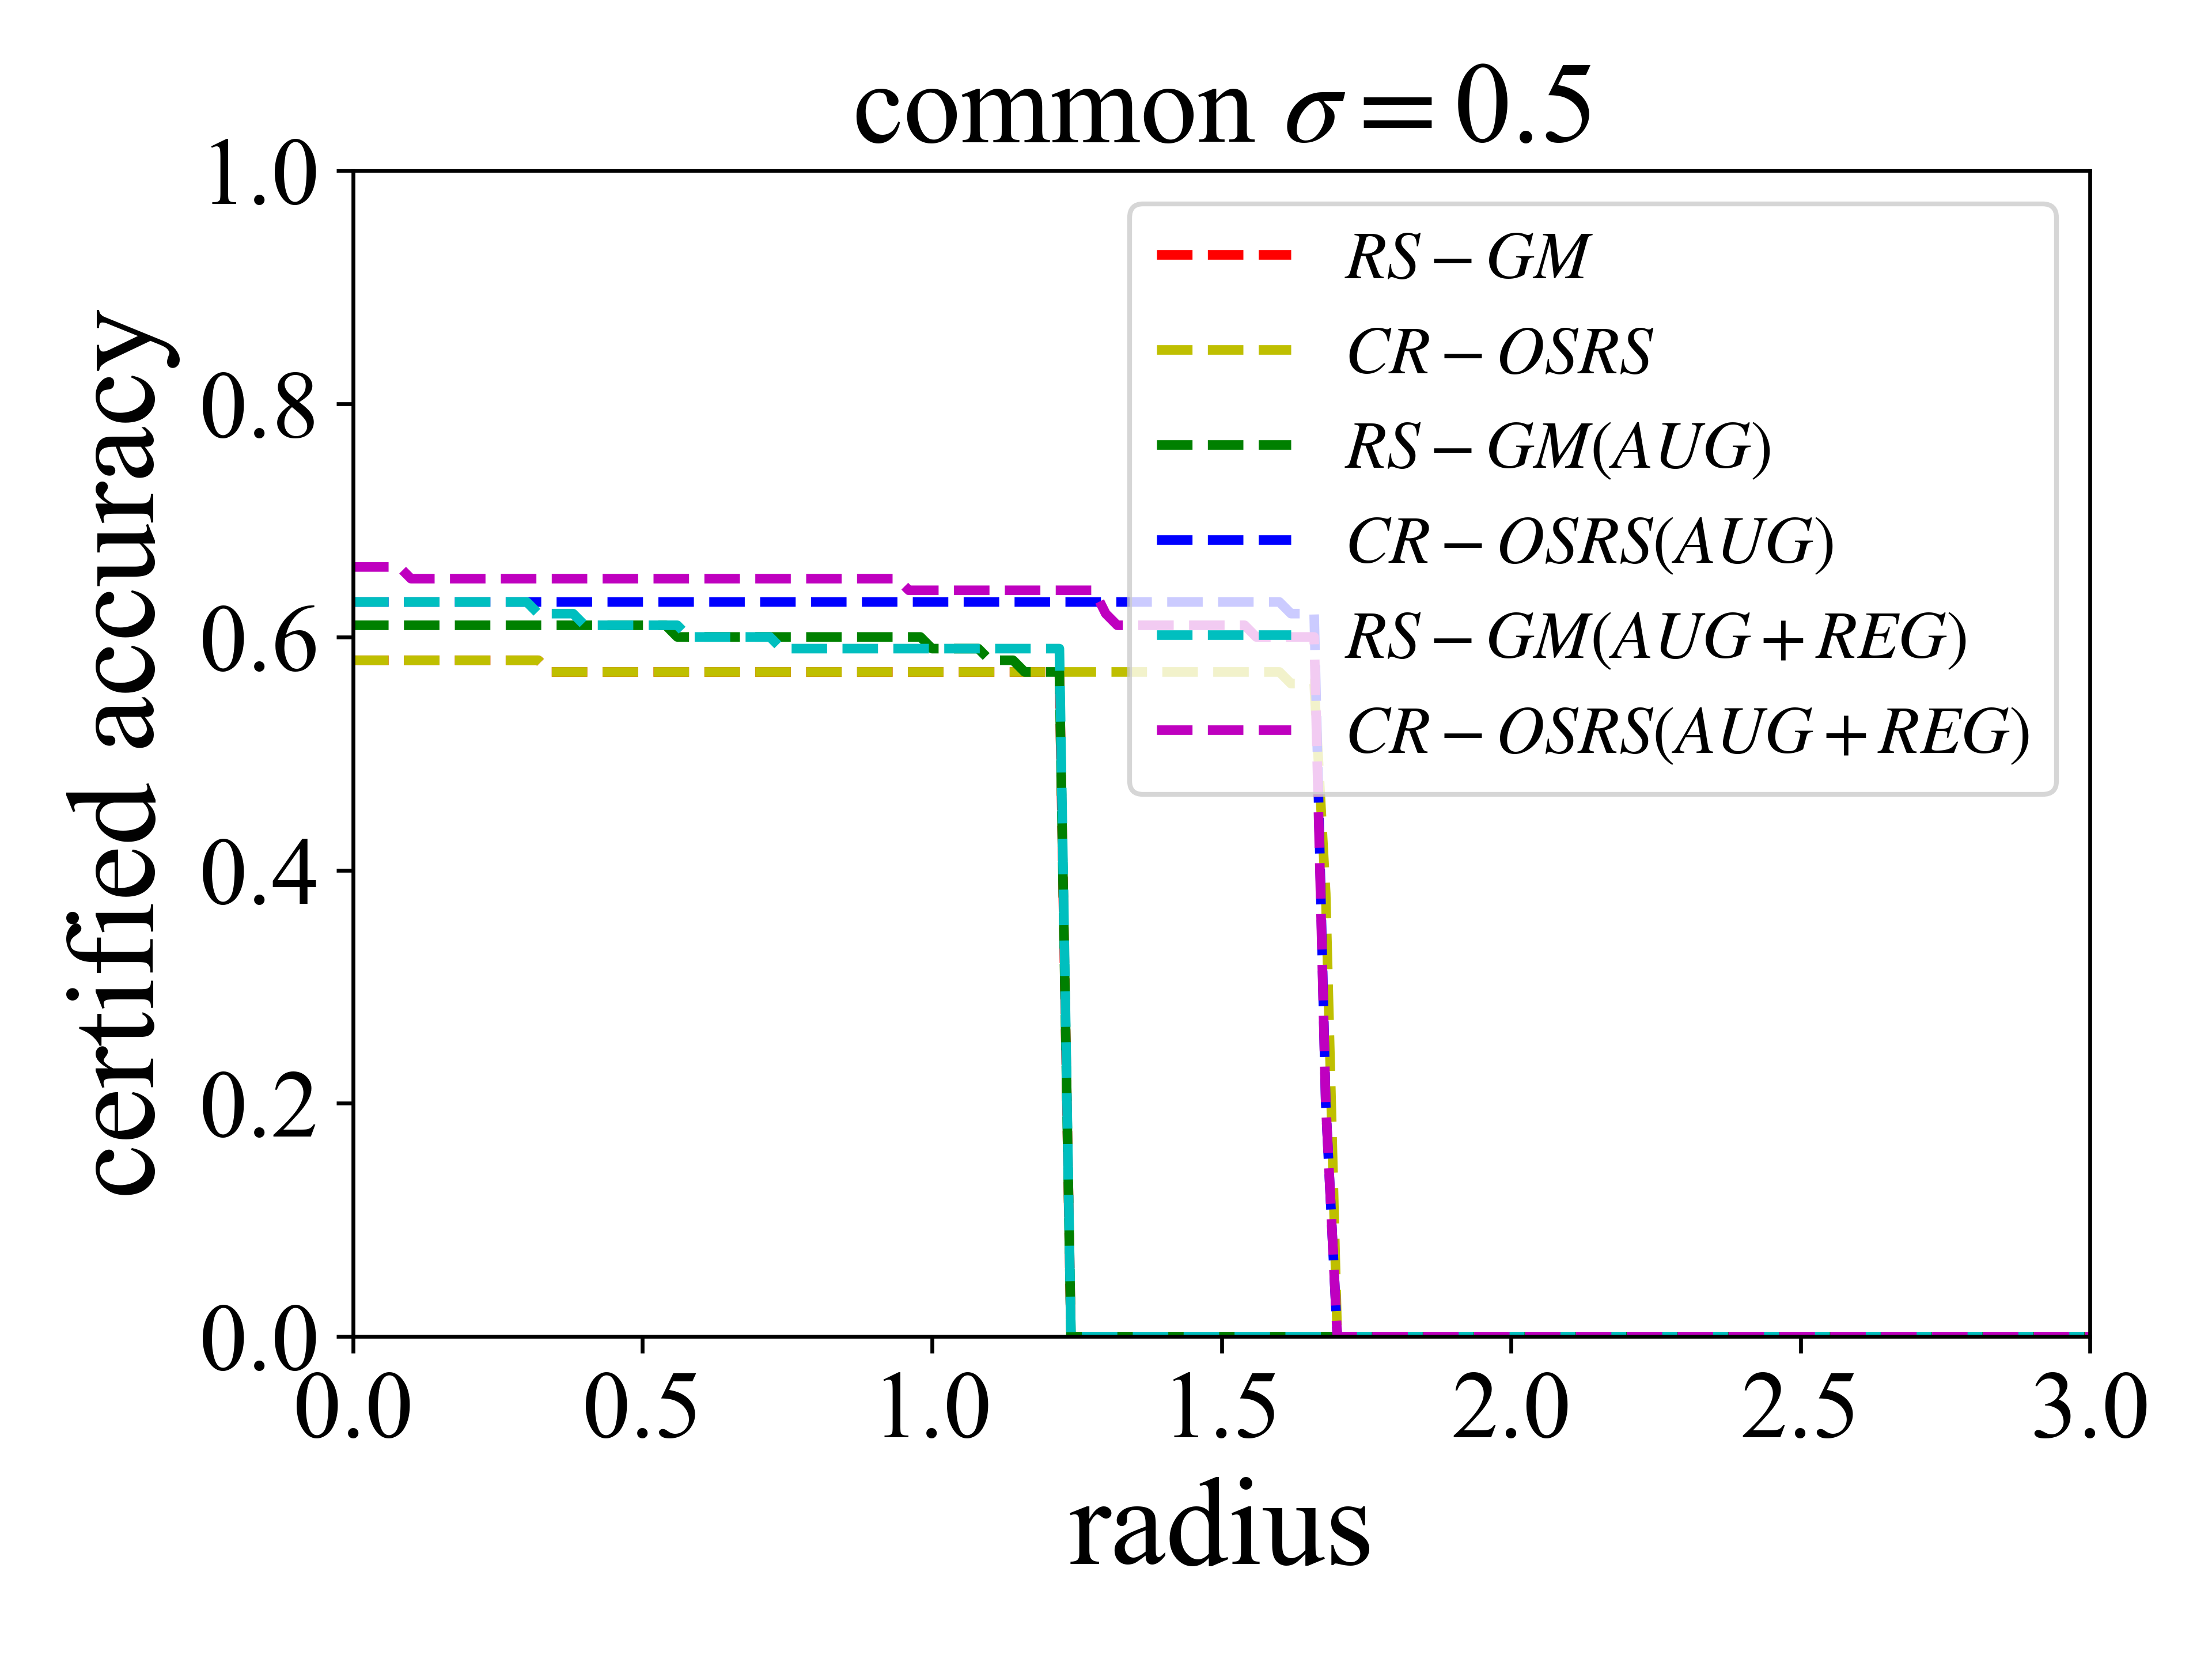 common σ = 0.5
certified accuracy
1.0
0.8
0.6
0.4
0.2
0.0
RS − GM
CR − OSRS
RS − GM(AUG)
CR − OSRS(AUG)
RS − GM(AUG + REG)
CR − OSRS(AUG + REG)
0.0 0.5 1.0 1.5 2.0 2.5 3.0
radius